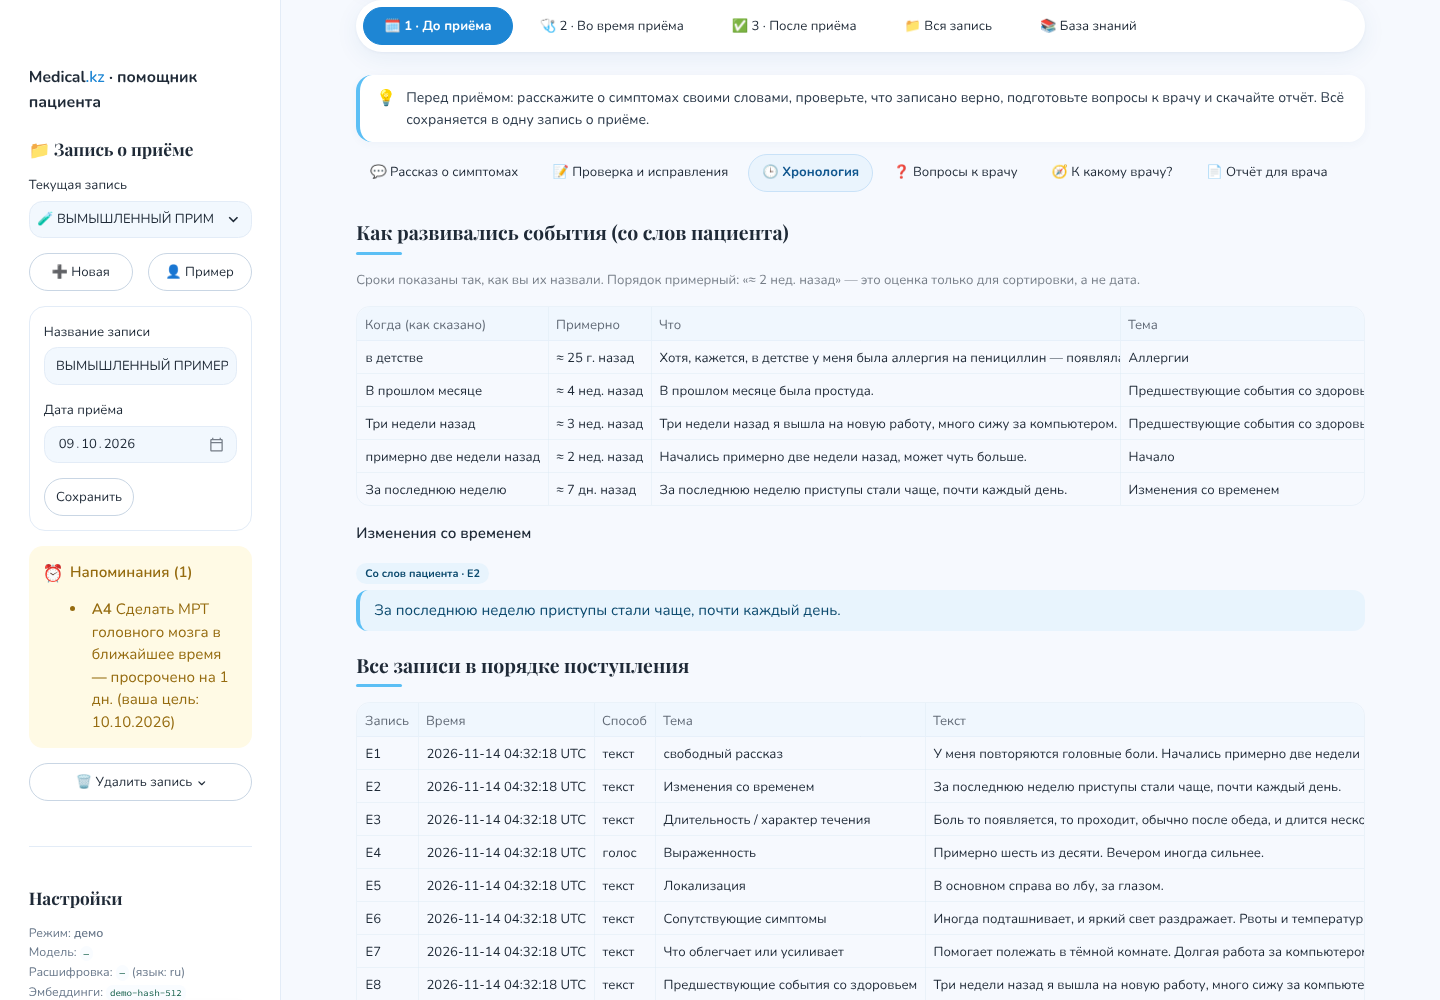 Medical.kz · помощник
пациента
📁 Запись о приёме
Текущая запись
🧪 ВЫМЫШЛЕННЫЙ ПРИМ
➕ Новая
👤 Пример
Название записи
ВЫМЫШЛЕННЫЙ ПРИМЕР
Дата приёма
09.10.2026
Сохранить
⏰ Напоминания (1)
• A4 Сделать МРТ
головного мозга в
ближайшее время
— просрочено на 1
дн. (ваша цель:
10.10.2026)
🗑️ Удалить запись
Настройки
Режим: демо
Модель: –
Расшифровка: – (язык: ru)
Эмбеддинги: demo-hash-512
🗓️ 1 · До приёма
🩺 2 · Во время приёма
✅ 3 · После приёма
📁 Вся запись
📚 База знаний
💡 Перед приёмом: расскажите о симптомах своими словами, проверьте, что записано верно, подготовьте вопросы к врачу и скачайте отчёт. Всё
сохраняется в одну запись о приёме.
💬 Рассказ о симптомах
📝 Проверка и исправления
🕒 Хронология
❓ Вопросы к врачу
🧭 К какому врачу?
📄 Отчёт для врача
Как развивались события (со слов пациента)
Сроки показаны так, как вы их назвали. Порядок примерный: «≈ 2 нед. назад» — это оценка только для сортировки, а не дата.
Когда (как сказано) Примерно Что Тема
в детстве ≈ 25 г. назад Хотя, кажется, в детстве у меня была аллергия на пенициллин — появляла Аллергии
В прошлом месяце ≈ 4 нед. назад В прошлом месяце была простуда. Предшествующие события со здоровь
Три недели назад ≈ 3 нед. назад Три недели назад я вышла на новую работу, много сижу за компьютером. Предшествующие события со здоровь
примерно две недели назад ≈ 2 нед. назад Начались примерно две недели назад, может чуть больше. Начало
За последнюю неделю ≈ 7 дн. назад За последнюю неделю приступы стали чаще, почти каждый день. Изменения со временем
Изменения со временем
Со слов пациента · E2
За последнюю неделю приступы стали чаще, почти каждый день.
Все записи в порядке поступления
Запись Время Способ Тема Текст
E1 2026-11-14 04:32:18 UTC текст свободный рассказ У меня повторяются головные боли. Начались примерно две недели
E2 2026-11-14 04:32:18 UTC текст Изменения со временем За последнюю неделю приступы стали чаще, почти каждый день.
E3 2026-11-14 04:32:18 UTC текст Длительность / характер течения Боль то появляется, то проходит, обычно после обеда, и длится неско
E4 2026-11-14 04:32:18 UTC голос Выраженность Примерно шесть из десяти. Вечером иногда сильнее.
E5 2026-11-14 04:32:18 UTC текст Локализация В основном справа во лбу, за глазом.
E6 2026-11-14 04:32:18 UTC текст Сопутствующие симптомы Иногда подташнивает, и яркий свет раздражает. Рвоты и температур
E7 2026-11-14 04:32:18 UTC текст Что облегчает или усиливает Помогает полежать в тёмной комнате. Долгая работа за компьютером
E8 2026-11-14 04:32:18 UTC текст Предшествующие события со здоровьем Три недели назад я вышла на новую работу, много сижу за компьюте